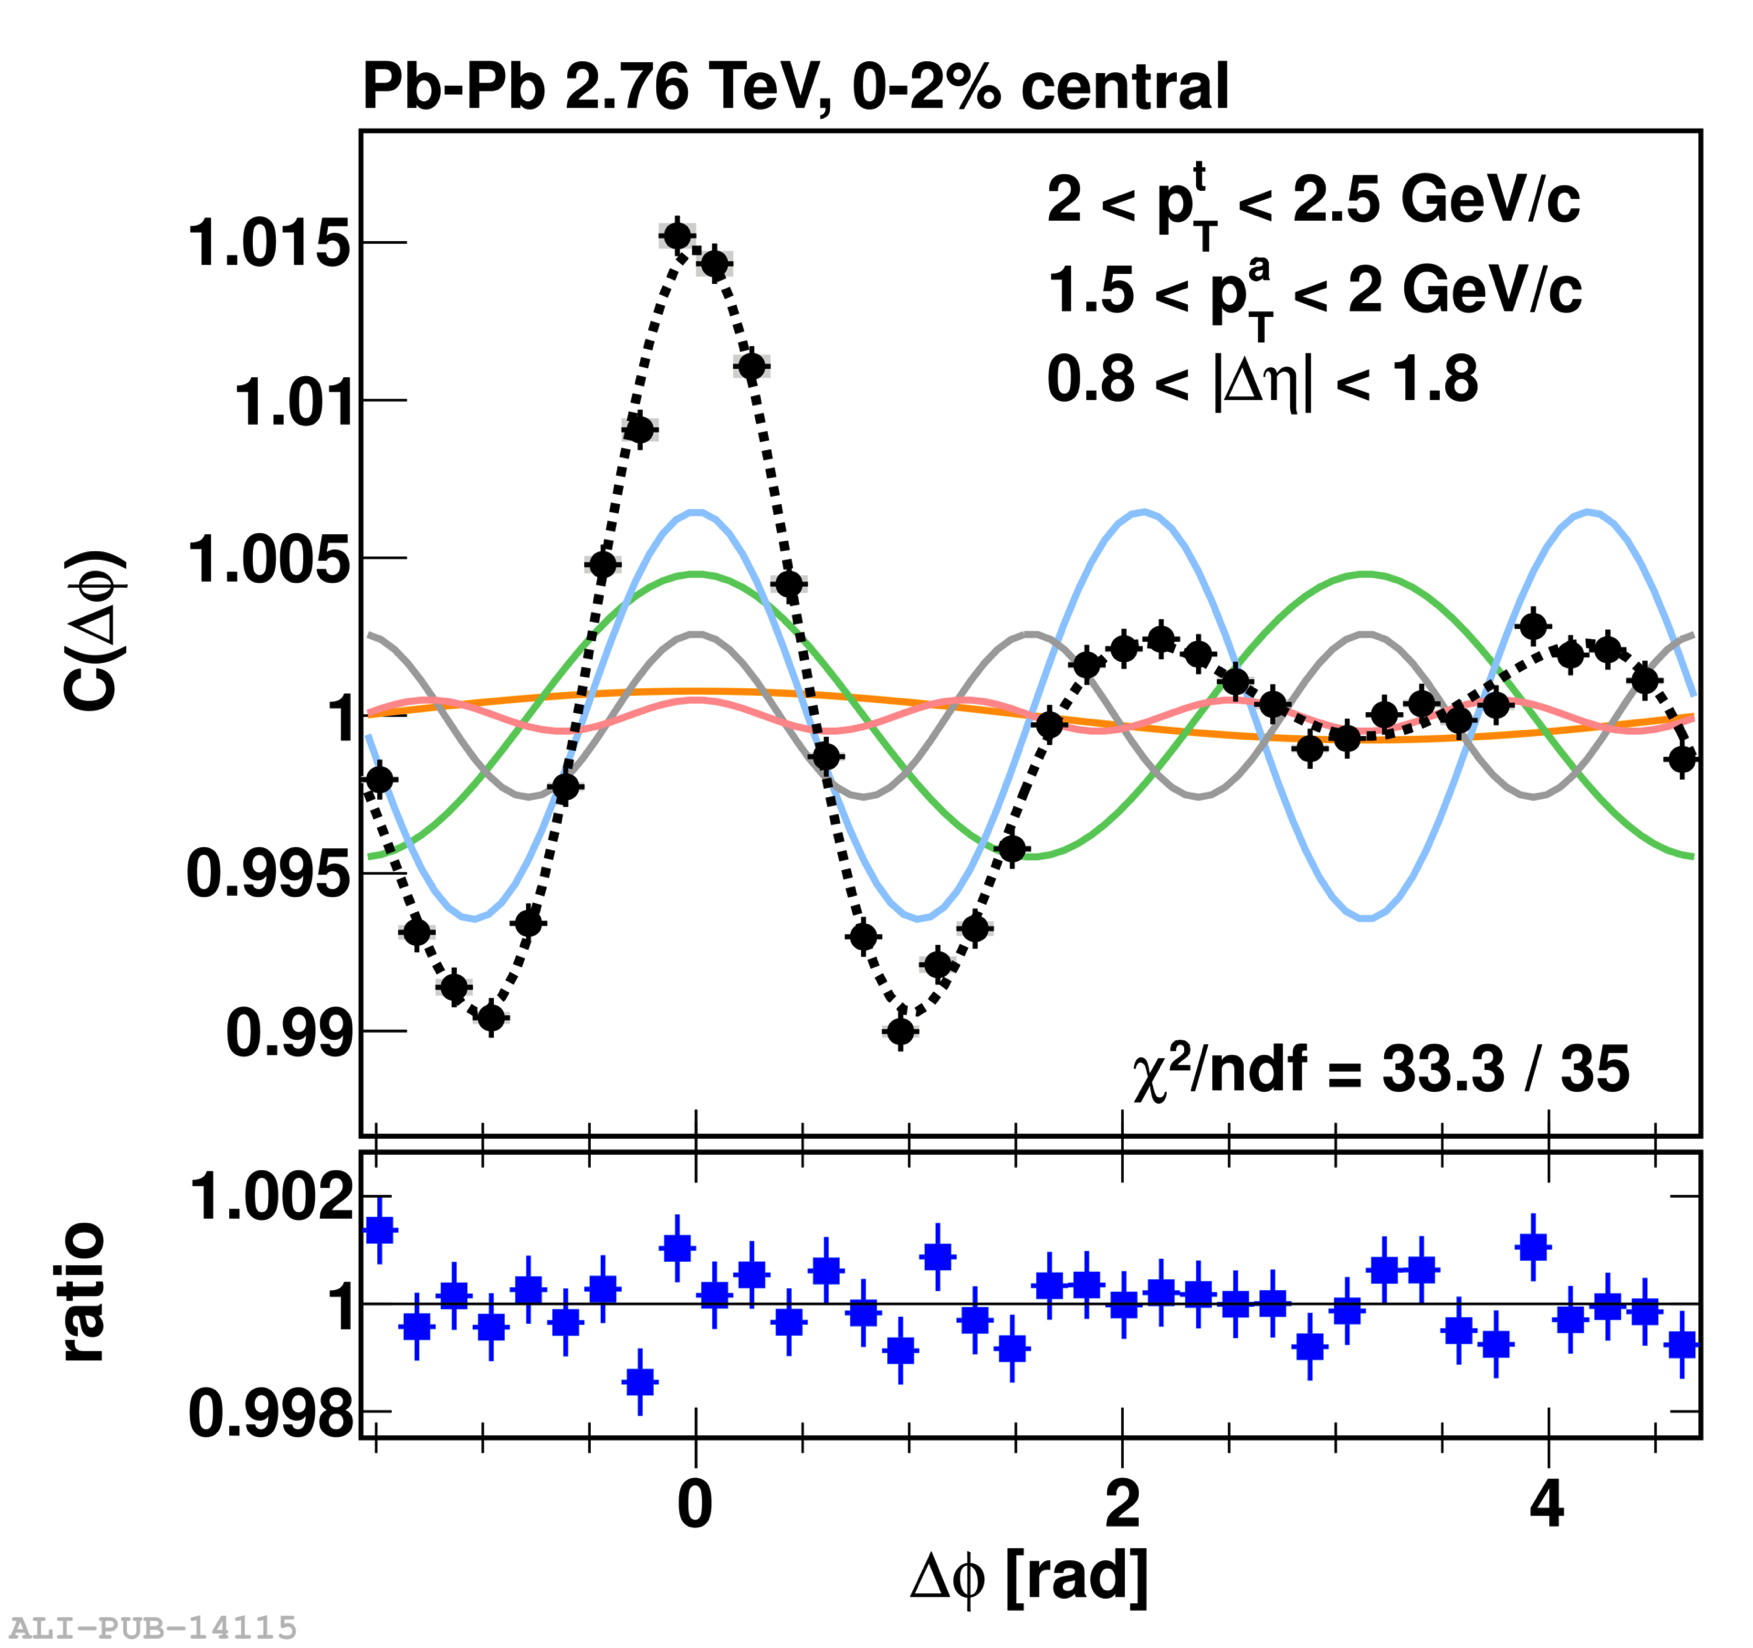 Pb-Pb 2.76 TeV, 0-2% central
2 < p_T^t < 2.5 GeV/c
1.5 < p_T^a < 2 GeV/c
0.8 < |Δη| < 1.8
C(Δϕ)
1.015
1.01
1.005
1
0.995
0.99
χ²/ndf = 33.3 / 35
ratio
1.002
1
0.998
0 2 4
Δϕ [rad]
ALI-PUB-14115